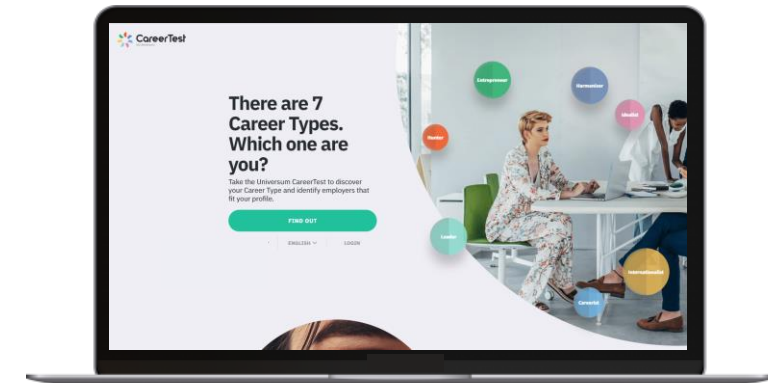 CareerTest
There are 7
Career Types.
Which one are
you?
Take the Universum CareerTest to discover
your Career Type and identify employers that
fit your profile.
FIND OUT
ENGLISH
LOGIN
Entrepreneur
Harmoniser
Idealist
Hunter
Leader
Internationalist
Careerist